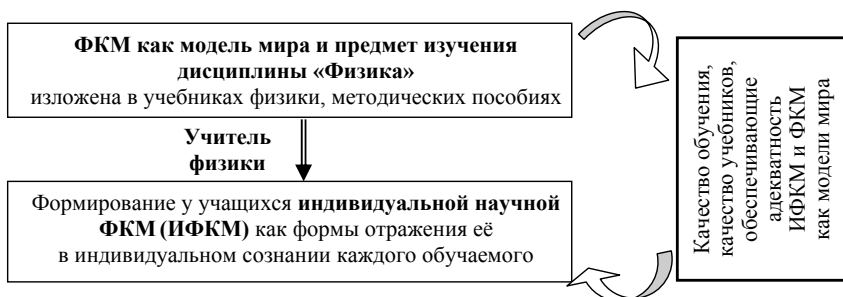 ФКМ как модель мира и предмет изучения
дисциплины «Физика»
изложена в учебниках физики, методических пособиях
Учитель
физики
Формирование у учащихся индивидуальной научной
ФКМ (ИФКМ) как формы отражения её
в индивидуальном сознании каждого обучаемого
Качество обучения,
качество учебников,
обеспечивающие
адекватность
ИФКМ и ФКМ
как модели мира